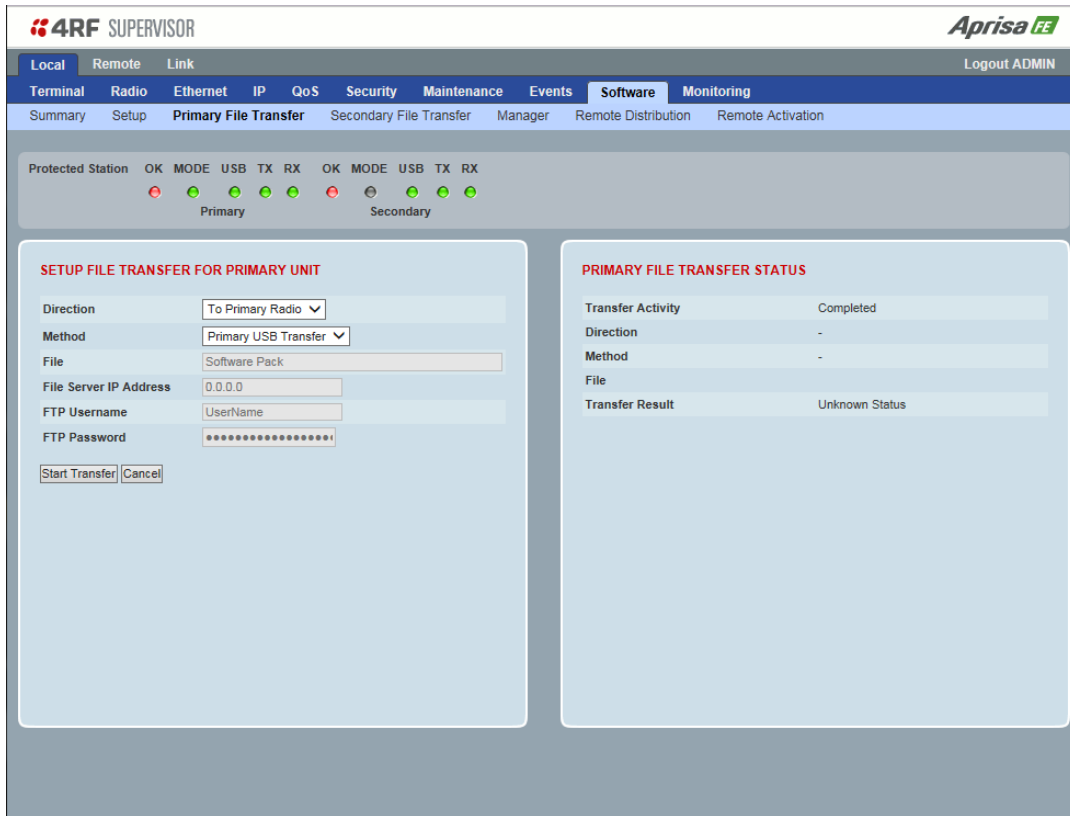 4RF SUPERVISOR
Aprisa FE
Local Remote Link Logout ADMIN
Terminal Radio Ethernet IP QoS Security Maintenance Events Software Monitoring
Summary Setup Primary File Transfer Secondary File Transfer Manager Remote Distribution Remote Activation
Protected Station OK MODE USB TX RX OK MODE USB TX RX
Primary Secondary
SETUP FILE TRANSFER FOR PRIMARY UNIT
Direction To Primary Radio
Method Primary USB Transfer
File Software Pack
File Server IP Address 0.0.0.0
FTP Username UserName
FTP Password ••••••••••••••••••
Start Transfer Cancel
PRIMARY FILE TRANSFER STATUS
Transfer Activity Completed
Direction -
Method -
File
Transfer Result Unknown Status